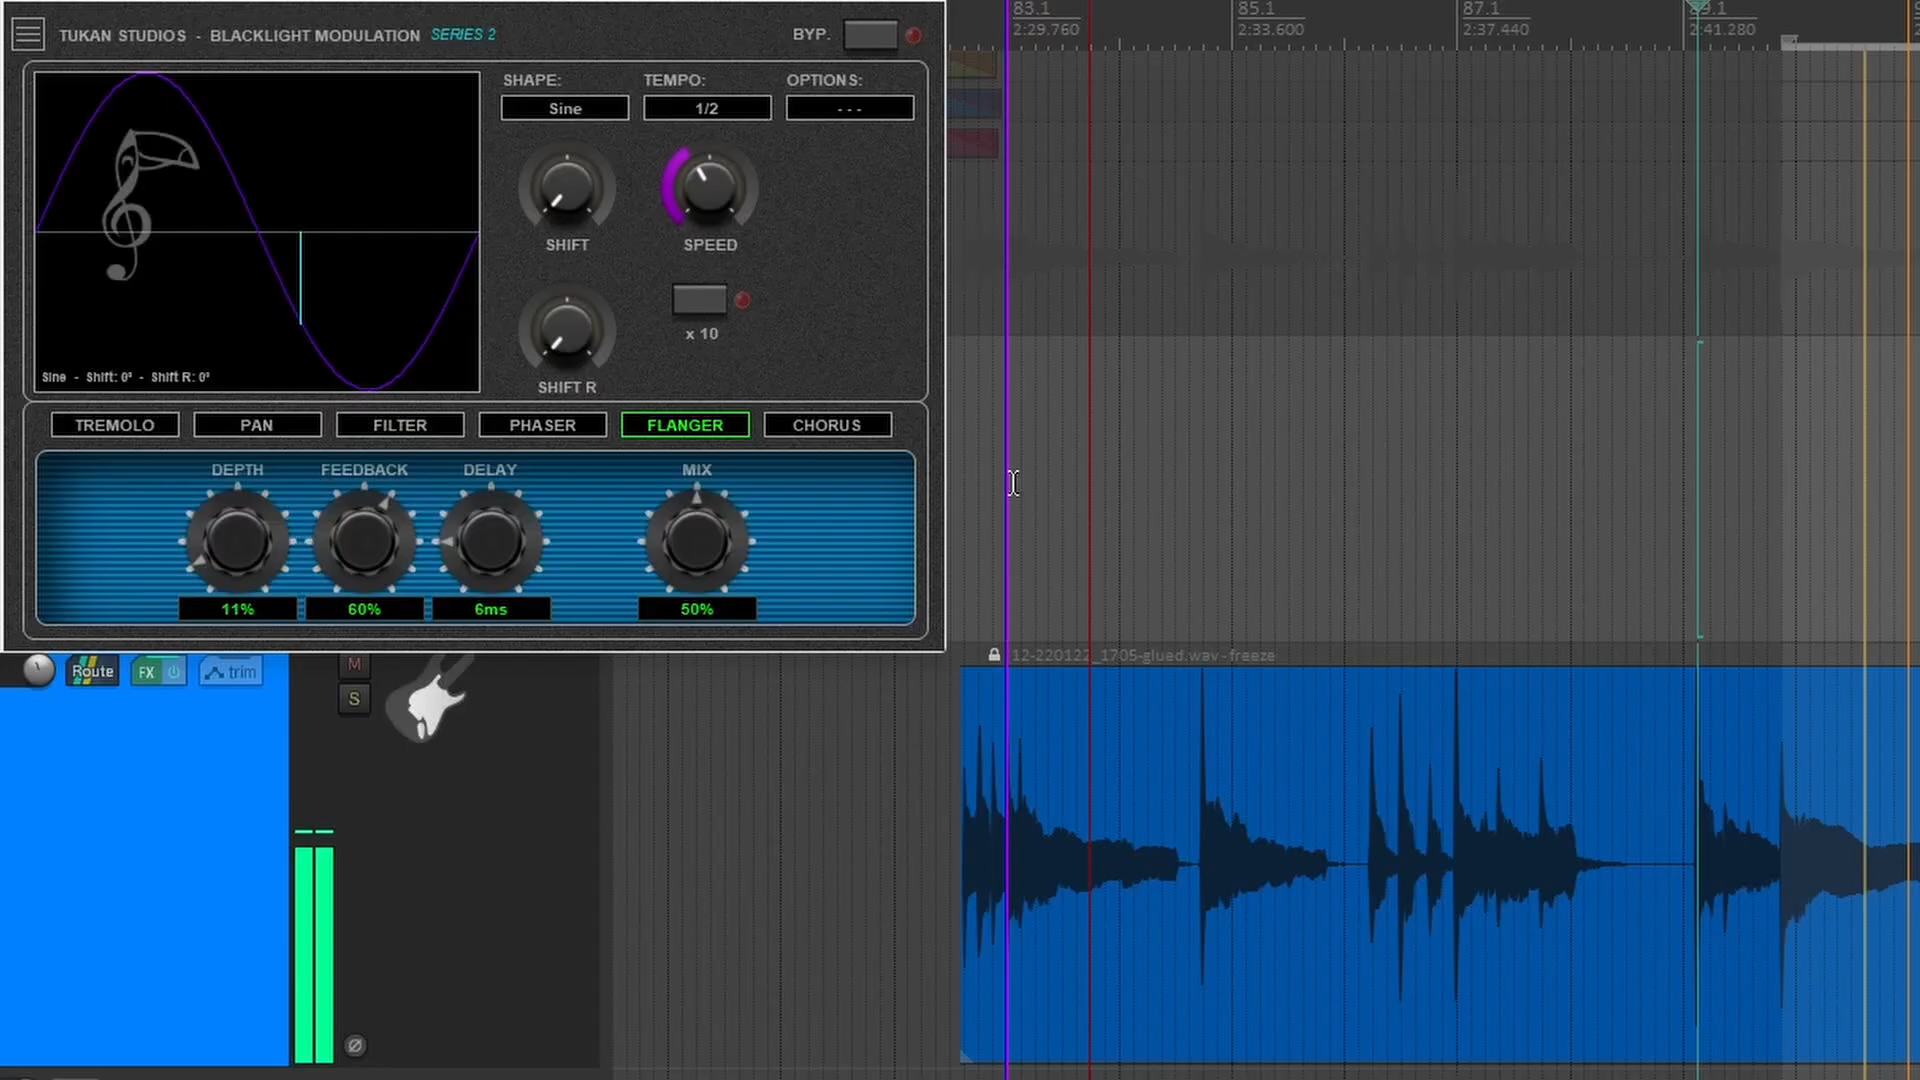 TUKAN STUDIOS - BLACKLIGHT MODULATION SERIES 2
BYP.
SHAPE: TEMPO: OPTIONS:
Sine 1/2 ---
SHIFT SPEED
x 10
SHIFT R
Sine - Shift: 0° - Shift R: 0°
TREMOLO PAN FILTER PHASER FLANGER CHORUS
DEPTH FEEDBACK DELAY MIX
11% 60% 6ms 50%
83.1 85.1 87.1
2:29.760 2:33.600 2:37.440 2:41.280
Route FX trim
M
S
12-220122_1705-glued.wav - freeze